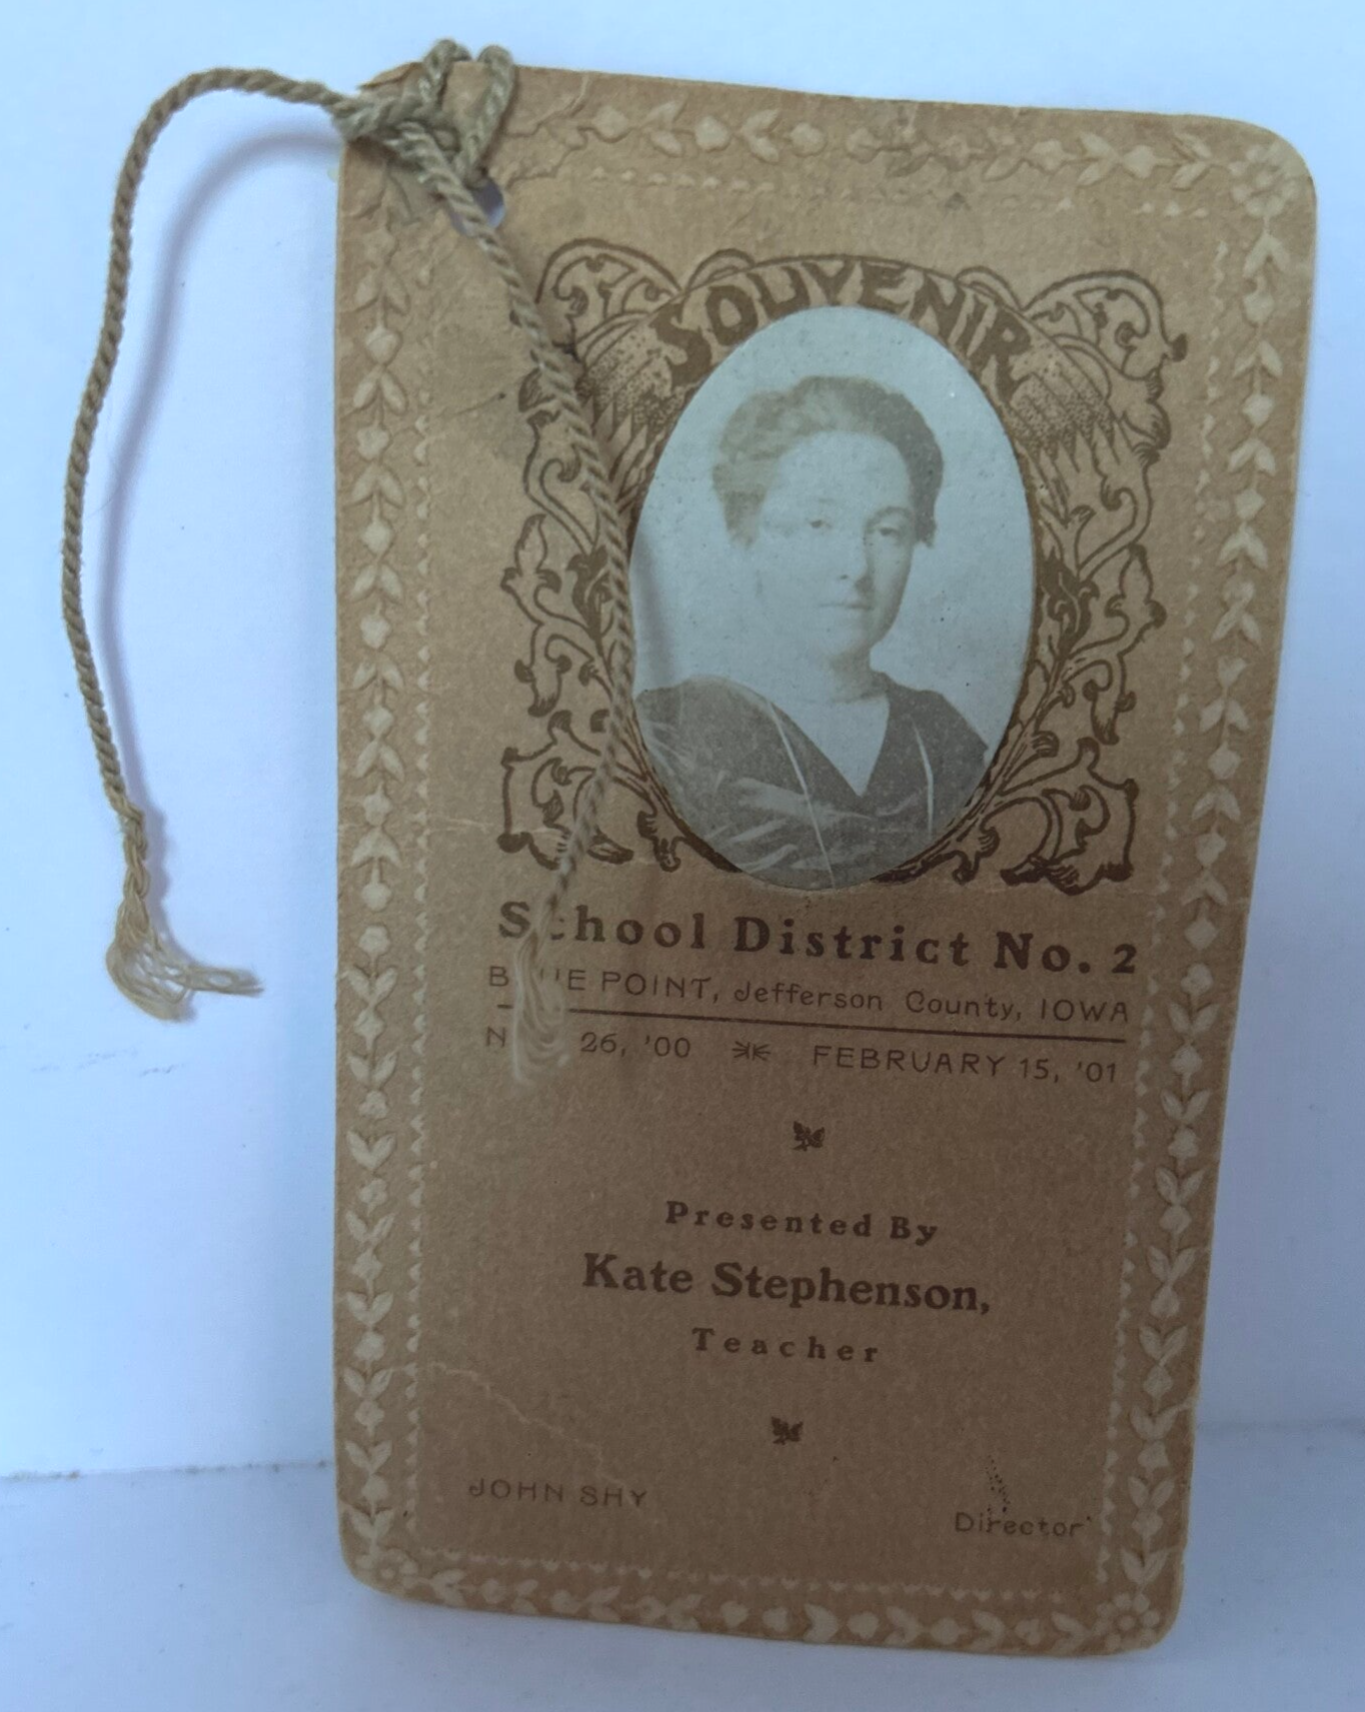 SOUVENIR
School District No. 2
POINT, Jefferson County, IOWA
26, '00 FEBRUARY 15, '01
Presented By
Kate Stephenson,
Teacher
JOHN SHY Director